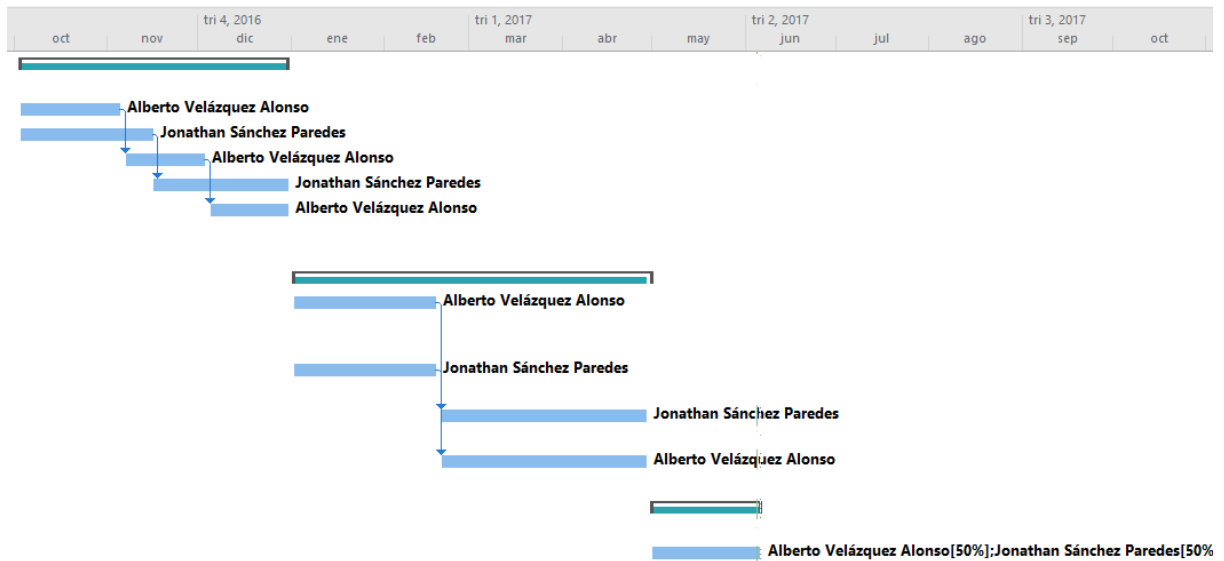 tri 4, 2016 tri 1, 2017 tri 2, 2017 tri 3, 2017
oct nov dic ene feb mar abr may jun jul ago sep oct
Alberto Velázquez Alonso
Jonathan Sánchez Paredes
Alberto Velázquez Alonso
Jonathan Sánchez Paredes
Alberto Velázquez Alonso
Alberto Velázquez Alonso
Jonathan Sánchez Paredes
Jonathan Sánchez Paredes
Alberto Velázquez Alonso
Alberto Velázquez Alonso[50%];Jonathan Sánchez Paredes[50%